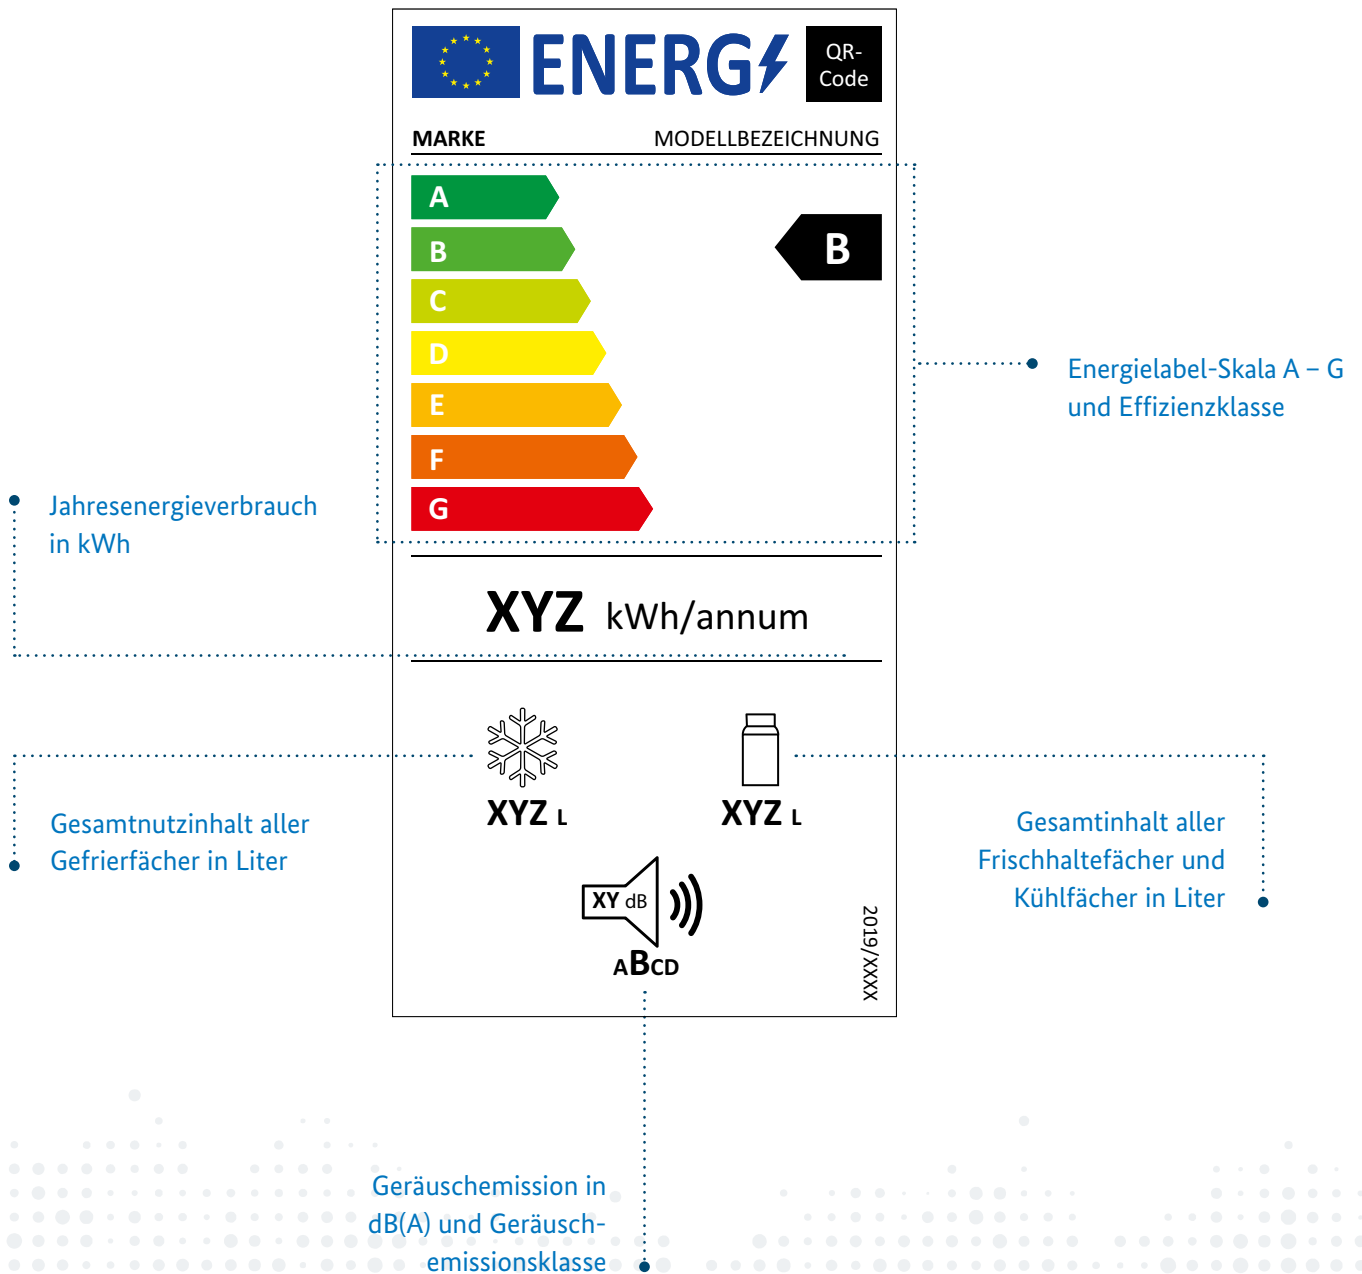 ENERG
QR-
Code
MARKE MODELLBEZEICHNUNG
A
B
B
C
D
E
F
G
Energielabel-Skala A – G
und Effizienzklasse
Jahresenergieverbrauch
in kWh
XYZ kWh/annum
XYZ L
XYZ L
Gesamtnutzinhalt aller
Gefrierfächer in Liter
Gesamtinhalt aller
Frischhaltefächer und
Kühlfächer in Liter
XY dB
ABCD
2019/XXXX
Geräuschemission in
dB(A) und Geräusch-
emissionsklasse